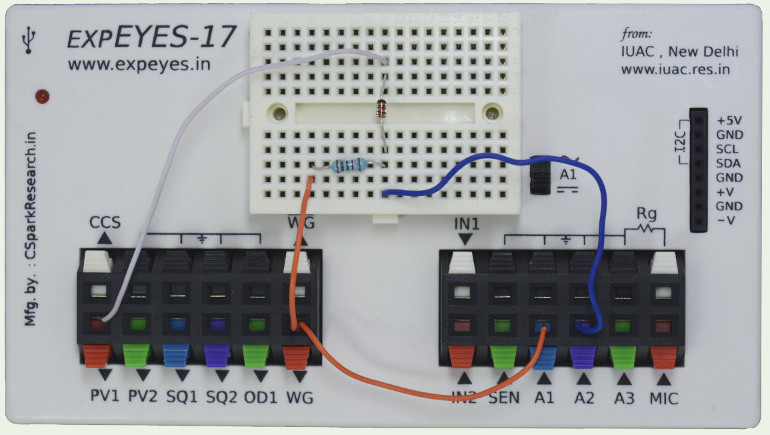 EXPEYES-17
www.expeyes.in
from:
IUAC , New Delhi
www.iuac.res.in
Mfg. by. : CSparkResearch.in
I2C
+5V
GND
SCL
SDA
GND
+V
GND
−V
A1
Rg
CCS
WG
IN1
PV1 PV2 SQ1 SQ2 OD1 WG
IN2 SEN A1 A2 A3 MIC